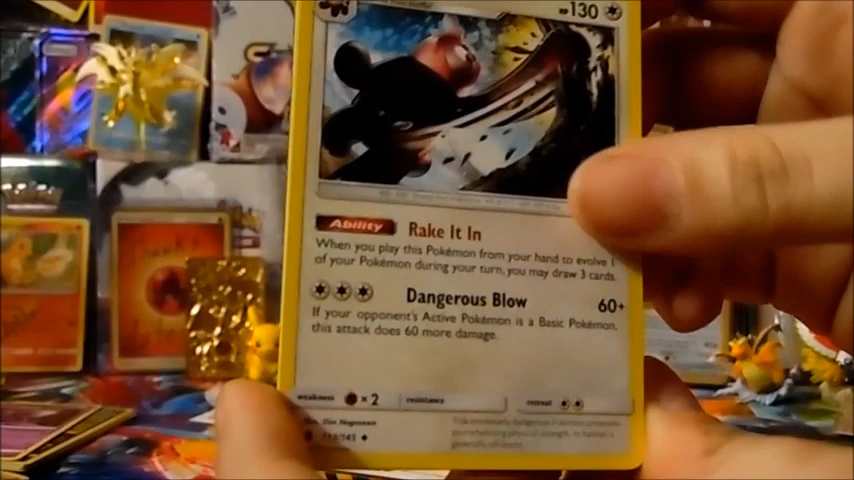 130
Ability Rake It In
When you play this Pokémon from your hand to evolve 1
of your Pokémon during your turn, you may draw 3 cards.
Dangerous Blow 60+
If your opponent's Active Pokémon is a Basic Pokémon,
this attack does 60 more damage.
weakness ×2 resistance retreat